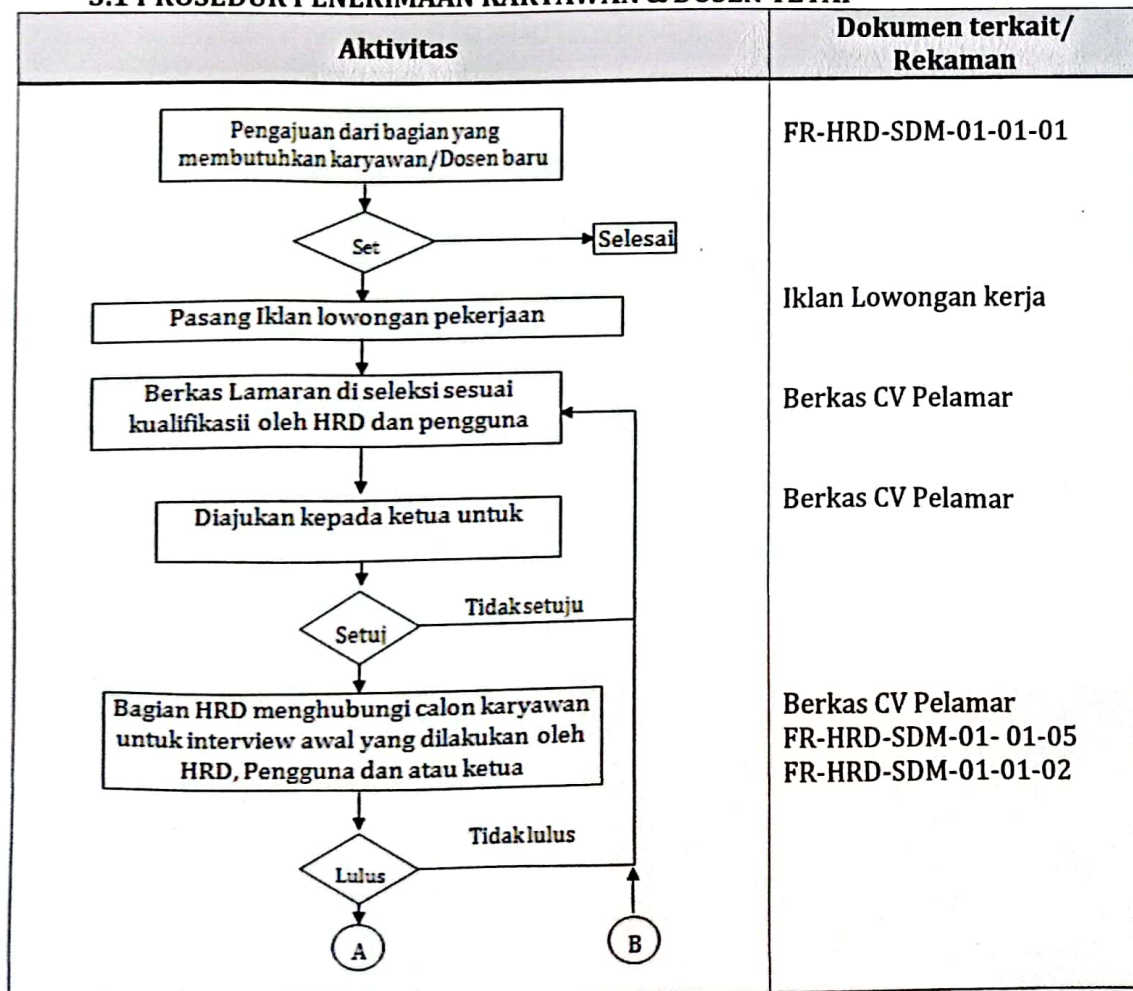 Aktivitas
Dokumen terkait/
Rekaman
Pengajuan dari bagian yang
membutuhkan karyawan/Dosen baru
FR-HRD-SDM-01-01-01
Set
Selesai
Pasang Iklan lowongan pekerjaan
Iklan Lowongan kerja
Berkas Lamaran di seleksi sesuai
kualifikasii oleh HRD dan pengguna
Berkas CV Pelamar
Diajukan kepada ketua untuk
Berkas CV Pelamar
Tidak setuju
Setuj
Bagian HRD menghubungi calon karyawan
untuk interview awal yang dilakukan oleh
HRD, Pengguna dan atau ketua
Berkas CV Pelamar
FR-HRD-SDM-01- 01-05
FR-HRD-SDM-01-01-02
Tidak lulus
Lulus
A
B